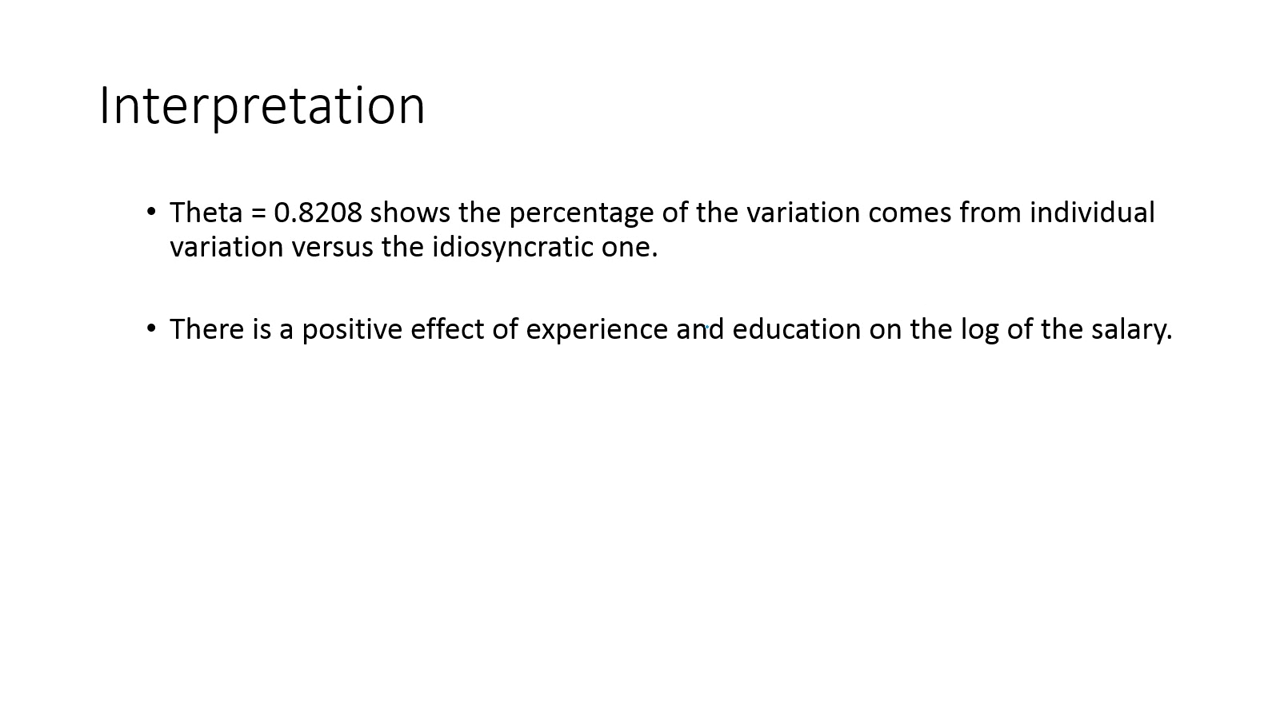 Interpretation
• Theta = 0.8208 shows the percentage of the variation comes from individual
variation versus the idiosyncratic one.
• There is a positive effect of experience and education on the log of the salary.